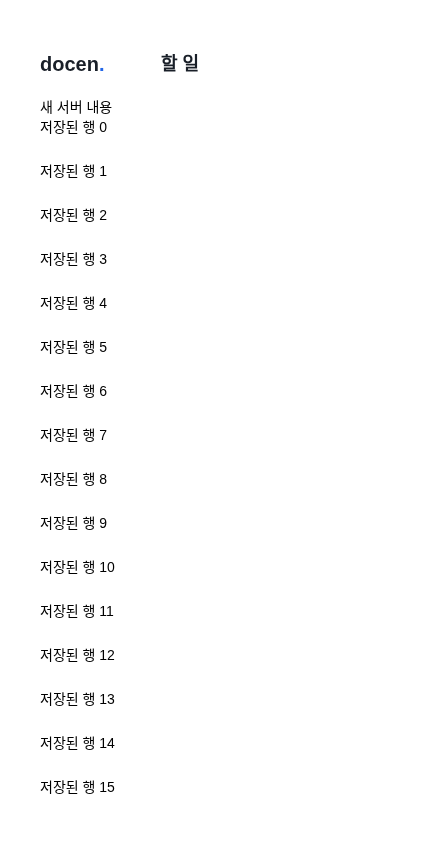 docen. 할 일
새 서버 내용
저장된 행 0
저장된 행 1
저장된 행 2
저장된 행 3
저장된 행 4
저장된 행 5
저장된 행 6
저장된 행 7
저장된 행 8
저장된 행 9
저장된 행 10
저장된 행 11
저장된 행 12
저장된 행 13
저장된 행 14
저장된 행 15